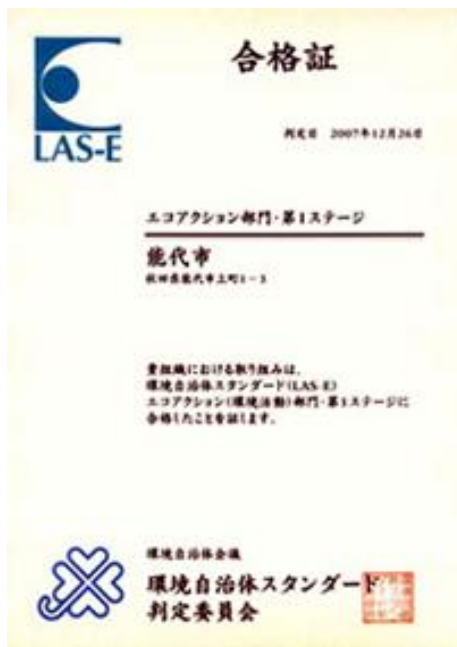 合格証
LAS-E
判定日 2007年12月26日
エコアクション部門・第1ステージ
能代市
秋田県能代市上町1-3
貴組織における取り組みは、
環境自治体スタンダード(LAS-E)
エコアクション(環境活動)部門・第1ステージに
合格したことを証します。
環境自治体会議
環境自治体スタンダード
判定委員会